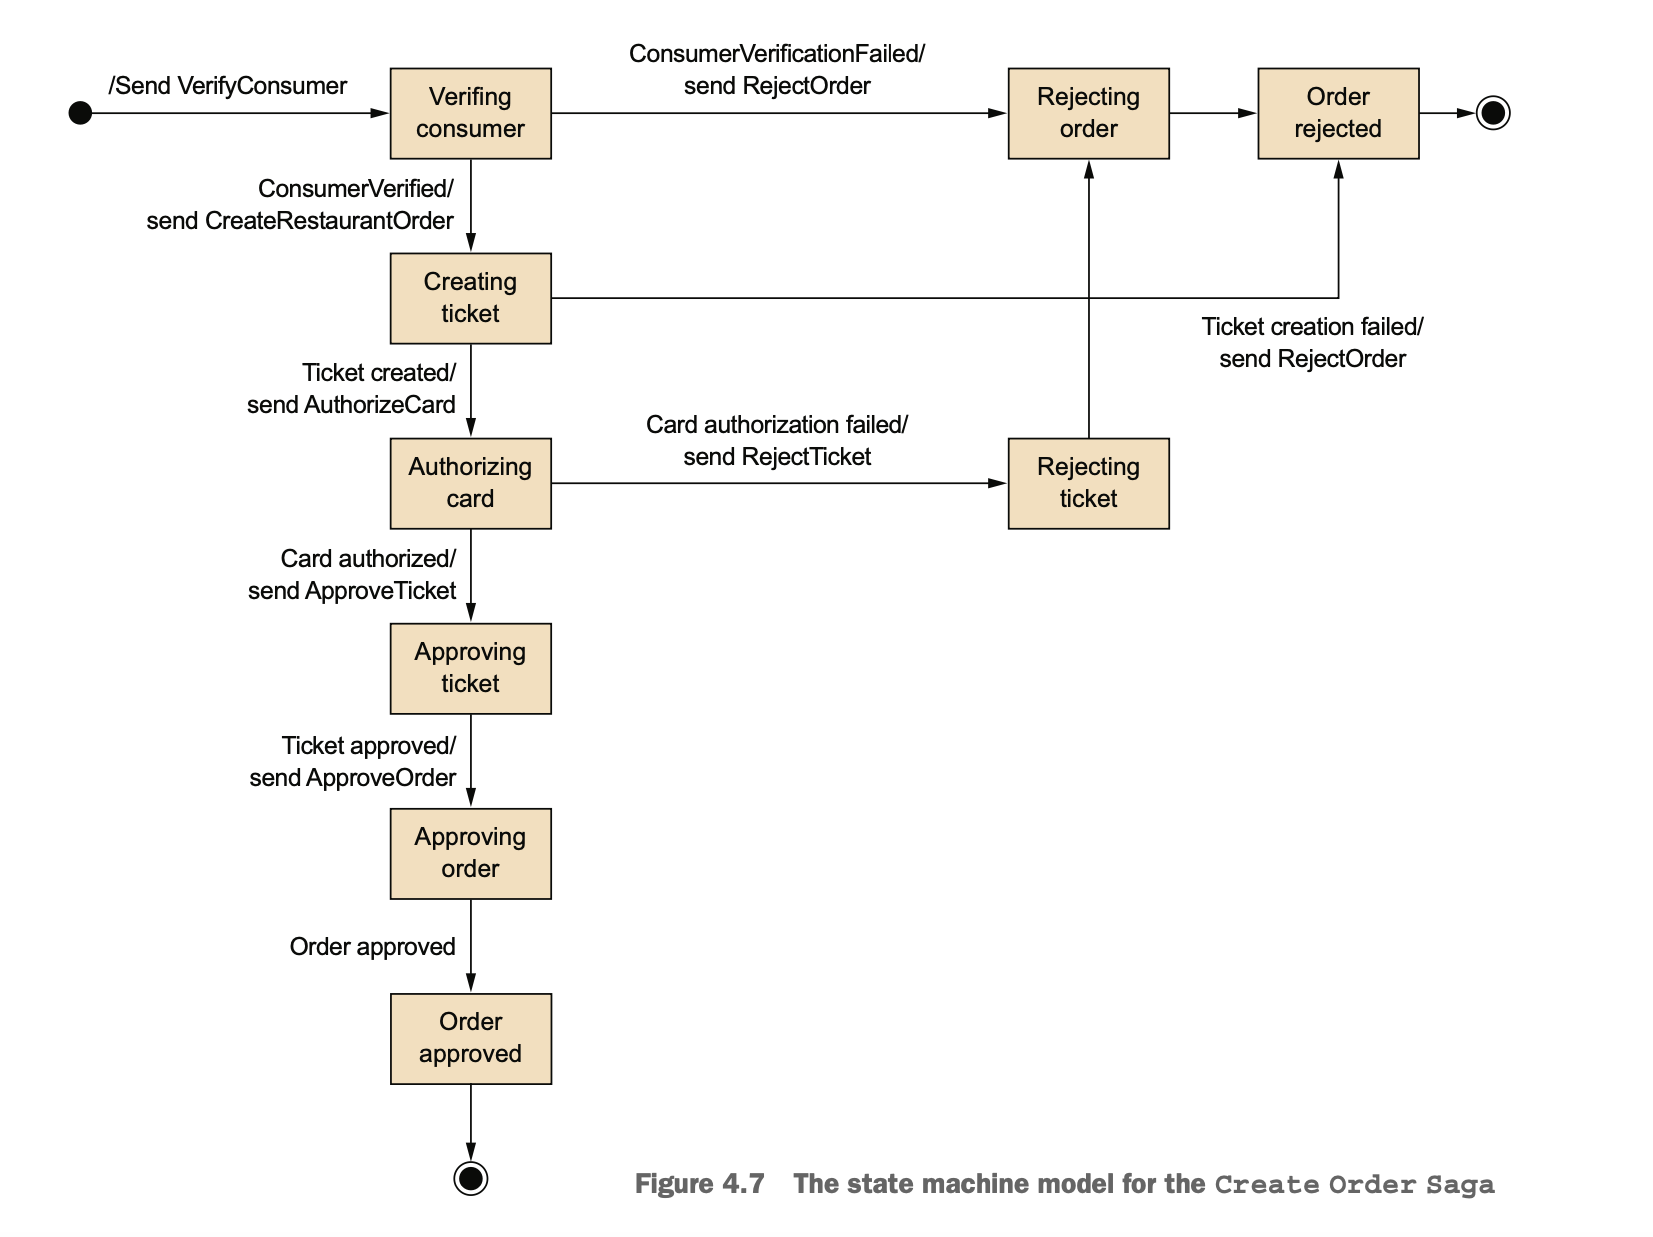 /Send VerifyConsumer
Verifing
consumer
ConsumerVerificationFailed/
send RejectOrder
Rejecting
order
Order
rejected
ConsumerVerified/
send CreateRestaurantOrder
Creating
ticket
Ticket creation failed/
send RejectOrder
Ticket created/
send AuthorizeCard
Authorizing
card
Card authorization failed/
send RejectTicket
Rejecting
ticket
Card authorized/
send ApproveTicket
Approving
ticket
Ticket approved/
send ApproveOrder
Approving
order
Order approved
Order
approved
Figure 4.7 The state machine model for the Create Order Saga